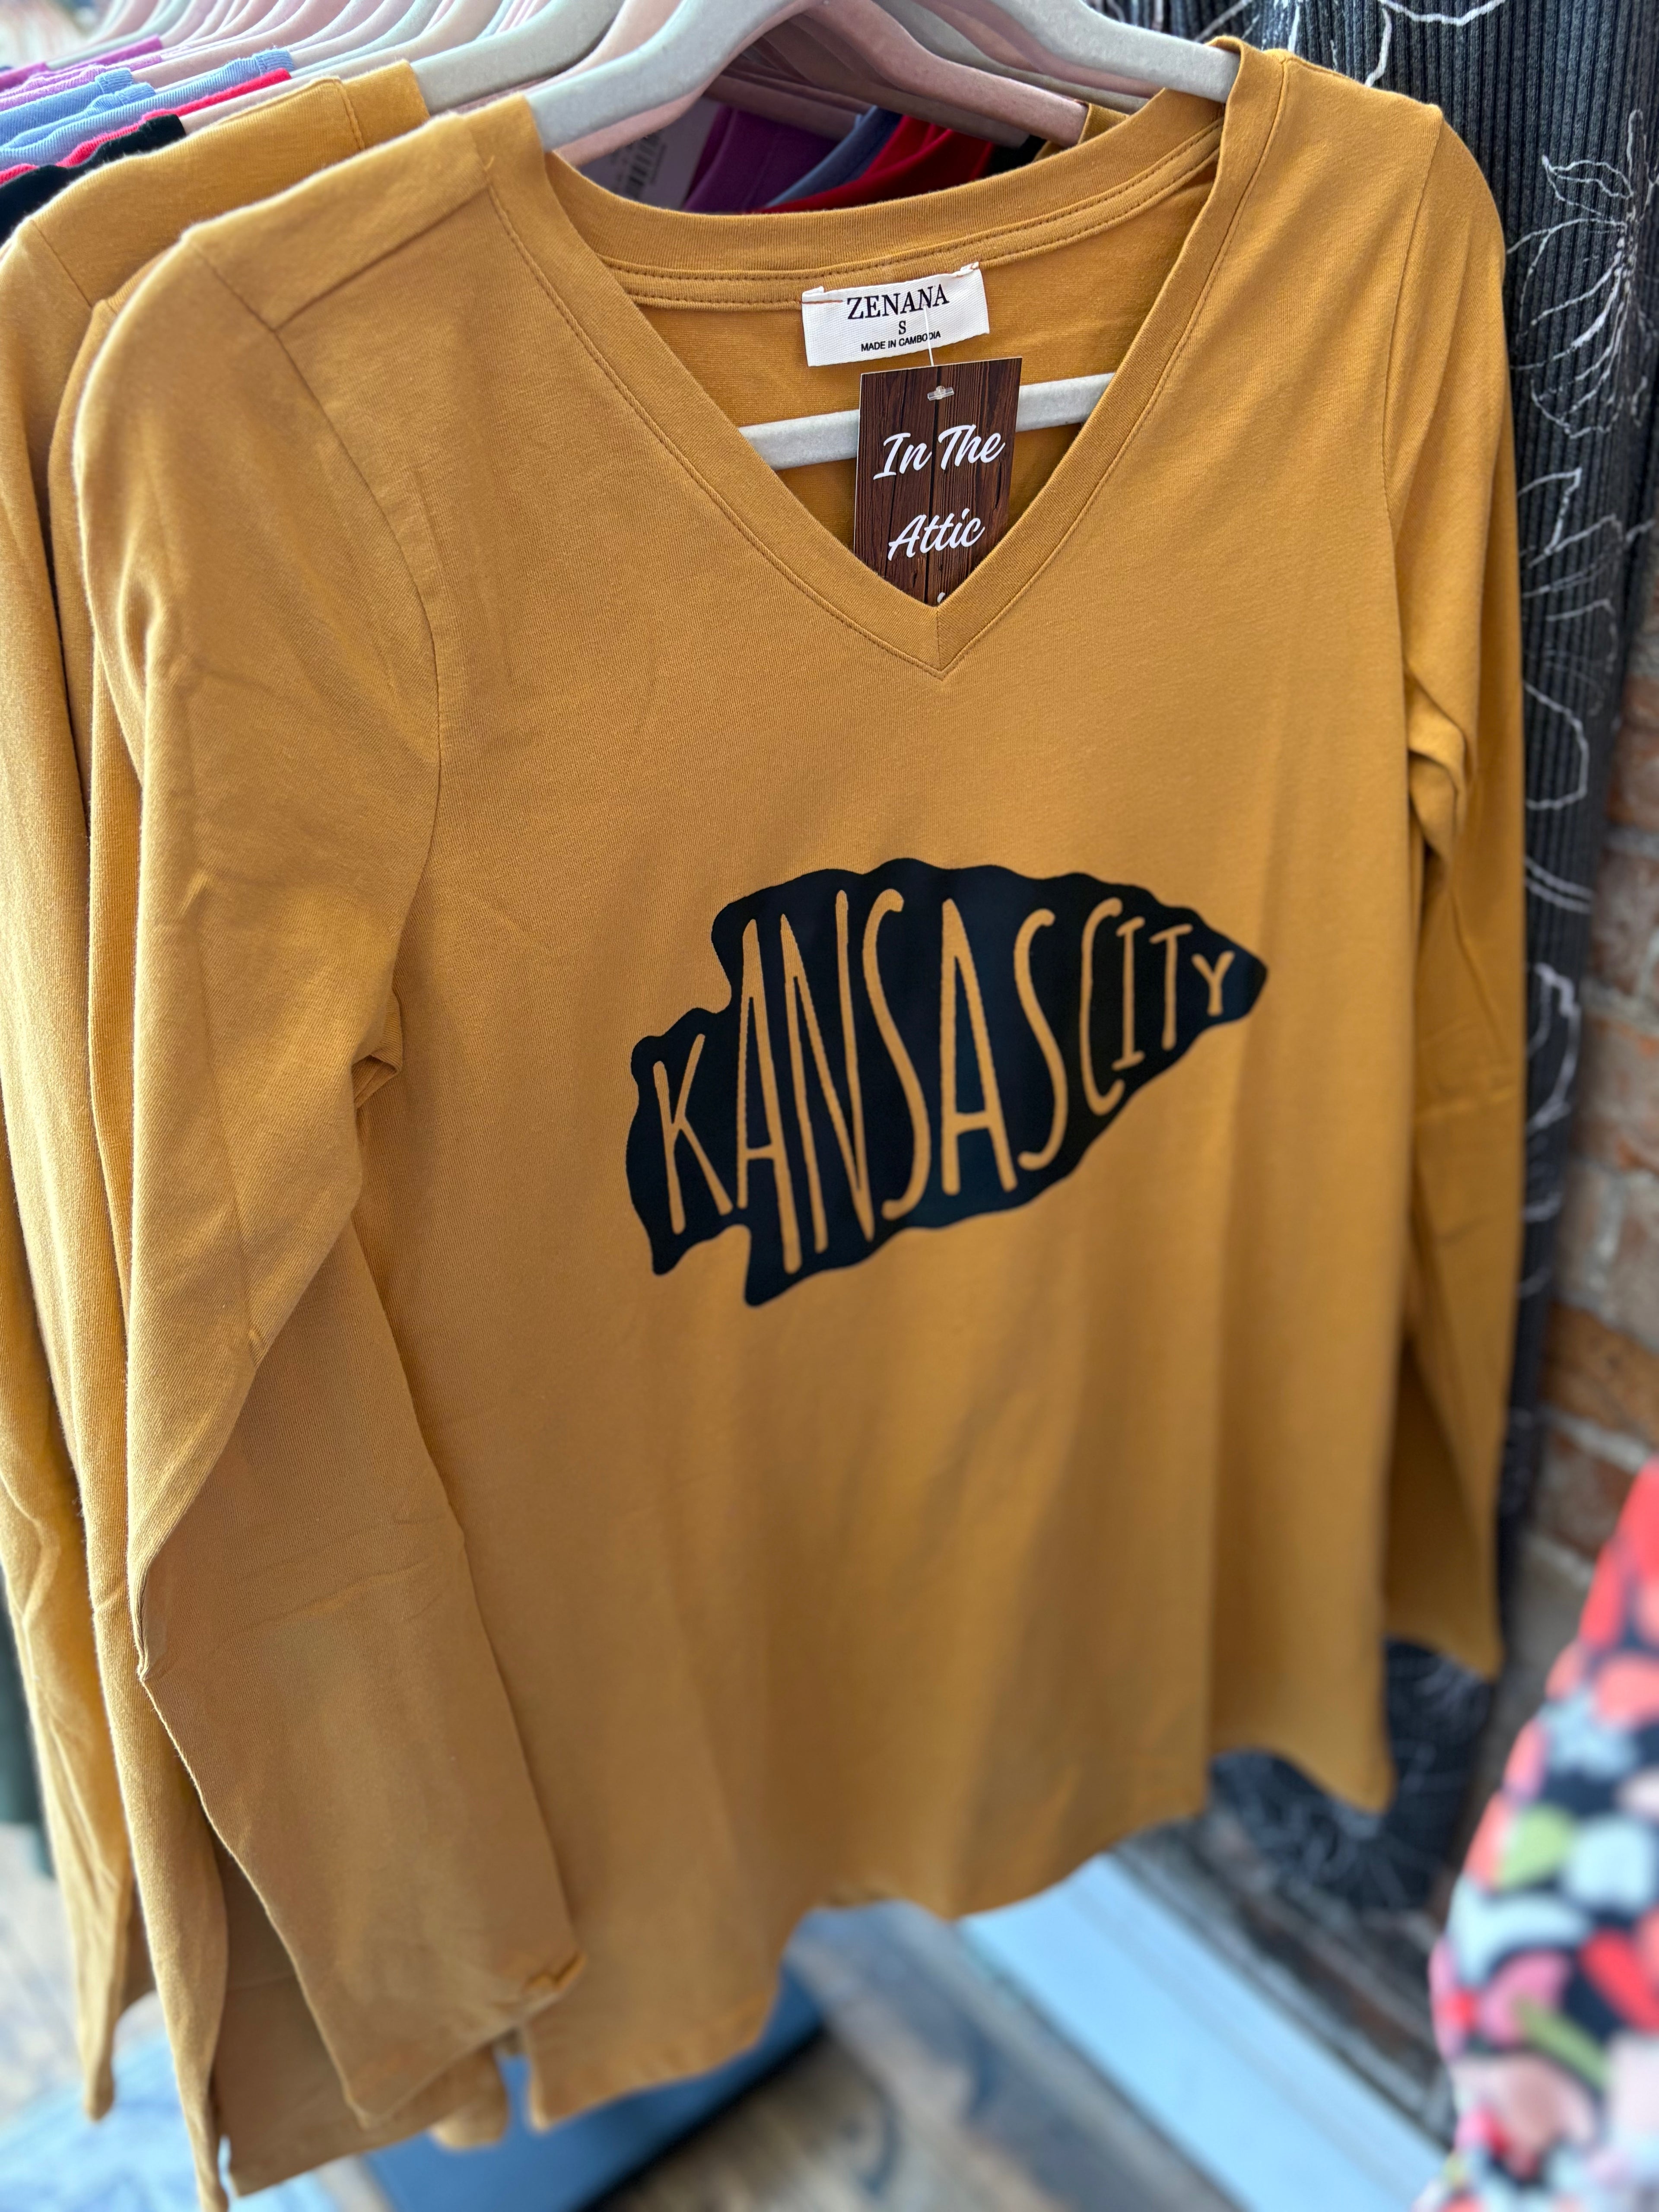 ZENANA
S
MADE IN CAMBODIA
In The
Attic
KANSAS CITY